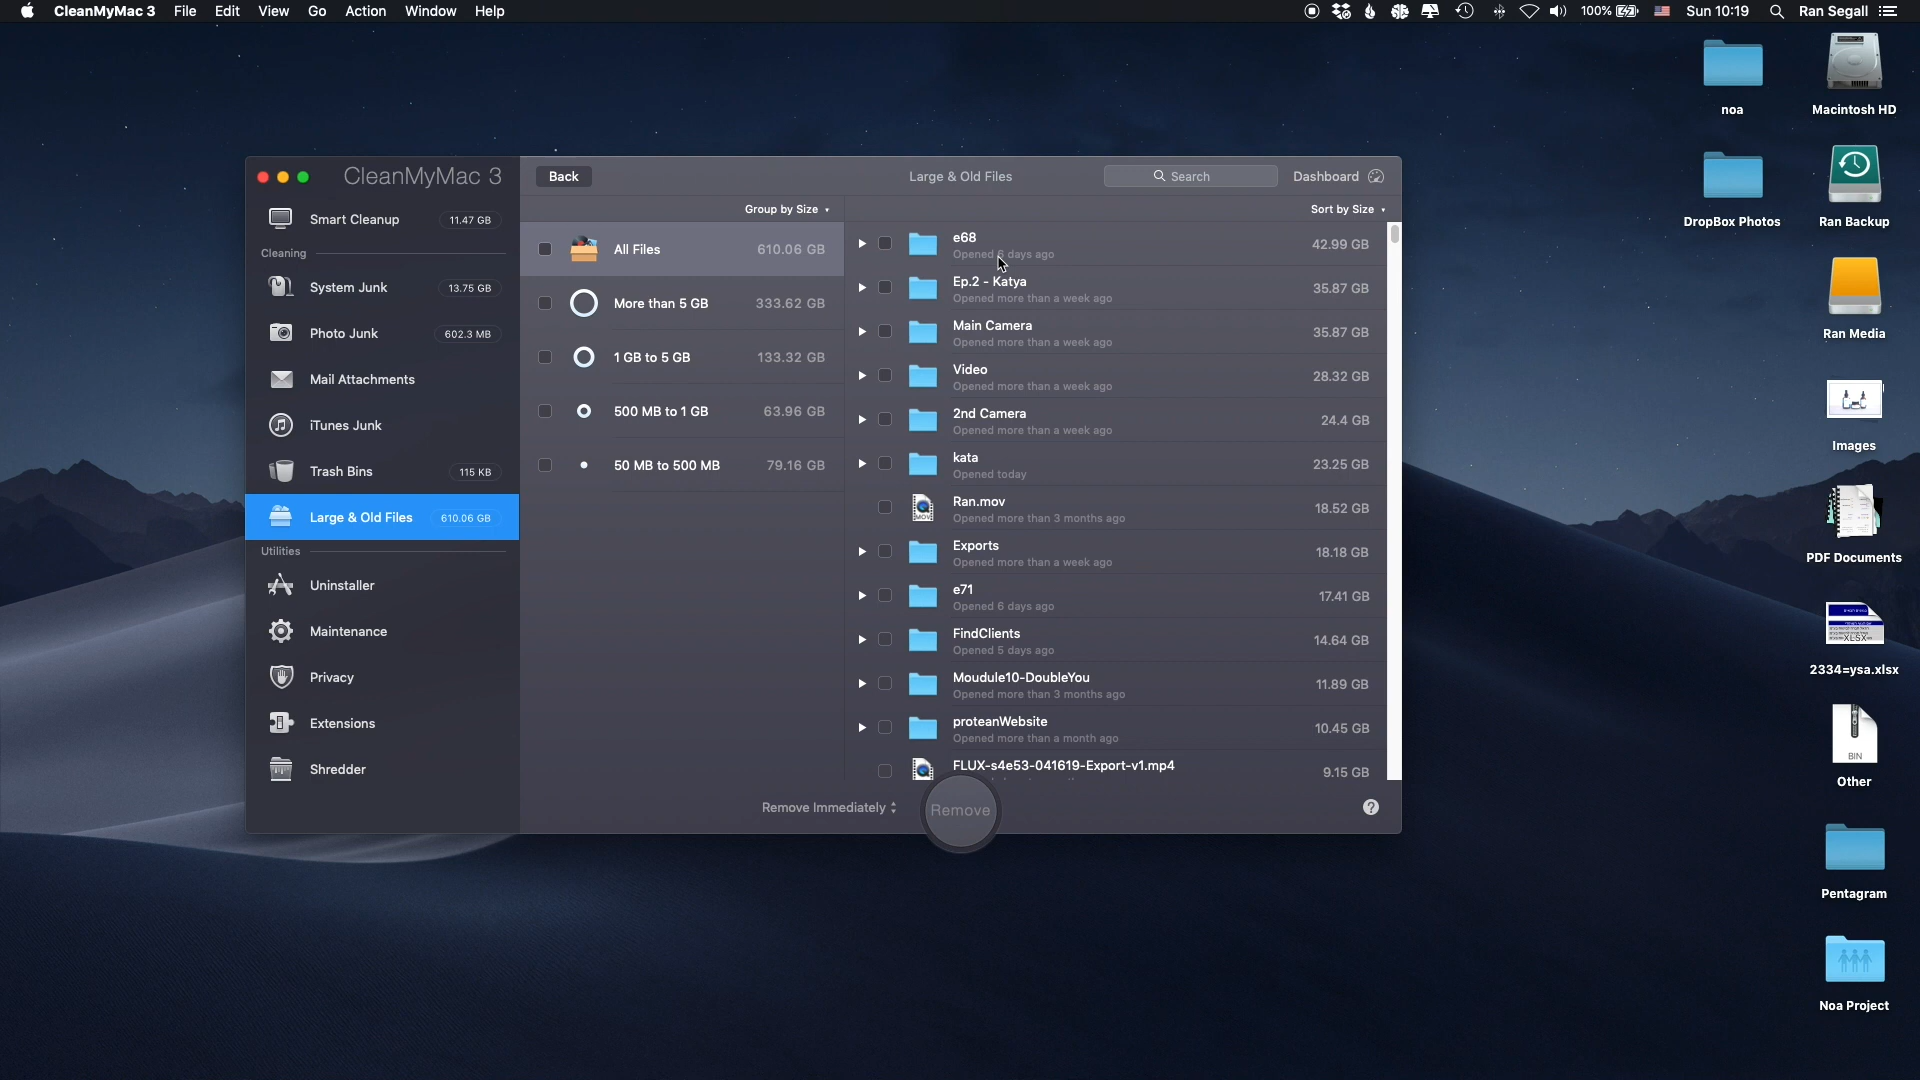 CleanMyMac 3 File Edit View Go Action Window Help 100% Sun 10:19 Ran Segall
CleanMyMac 3
Smart Cleanup 11.47 GB
Cleaning
System Junk 13.75 GB
Photo Junk 602.3 MB
Mail Attachments
iTunes Junk
Trash Bins 115 KB
Large & Old Files 610.06 GB
Utilities
Uninstaller
Maintenance
Privacy
Extensions
Shredder
Back Large & Old Files Search Dashboard
Group by Size
All Files 610.06 GB
More than 5 GB 333.62 GB
1 GB to 5 GB 133.32 GB
500 MB to 1 GB 63.96 GB
50 MB to 500 MB 79.16 GB
Sort by Size
e68 42.99 GB
Opened 6 days ago
Ep.2 - Katya 35.87 GB
Opened more than a week ago
Main Camera 35.87 GB
Opened more than a week ago
Video 28.32 GB
Opened more than a week ago
2nd Camera 24.4 GB
Opened more than a week ago
kata 23.25 GB
Opened today
MOV
Ran.mov 18.52 GB
Opened more than 3 months ago
Exports 18.18 GB
Opened more than a week ago
e71 17.41 GB
Opened 6 days ago
FindClients 14.64 GB
Opened 5 days ago
Moudule10-DoubleYou 11.89 GB
Opened more than 3 months ago
proteanWebsite 10.45 GB
Opened more than a month ago
FLUX-s4e53-041619-Export-v1.mp4 9.15 GB
Remove Immediately Remove ?
noa
Macintosh HD
DropBox Photos
Ran Backup
Ran Media
Images
PDF Documents
XLSX
2334=ysa.xlsx
BIN
Other
Pentagram
Noa Project